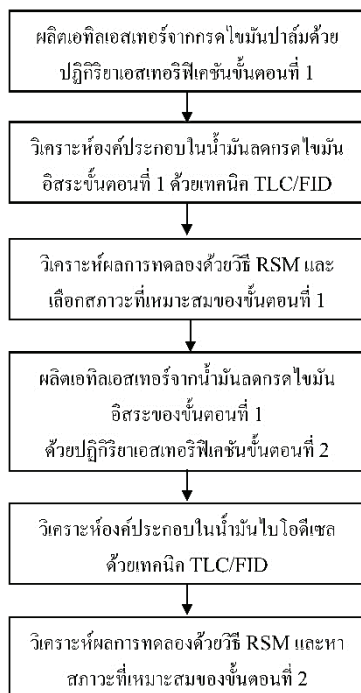 ผลิตเอทิลเอสเทอร์จากกรดไขมันปาล์มด้วย
ปฏิกิริยาเอสเทอริฟิเคชันขั้นตอนที่ 1
วิเคราะห์องค์ประกอบในน้ำมันลดกรดไขมัน
อิสระขั้นตอนที่ 1 ด้วยเทคนิค TLC/FID
วิเคราะห์ผลการทดลองด้วยวิธี RSM และ
เลือกสภาวะที่เหมาะสมของขั้นตอนที่ 1
ผลิตเอทิลเอสเทอร์จากน้ำมันลดกรดไขมัน
อิสระของขั้นตอนที่ 1
ด้วยปฏิกิริยาเอสเทอริฟิเคชันขั้นตอนที่ 2
วิเคราะห์องค์ประกอบในน้ำมันไบโอดีเซล
ด้วยเทคนิค TLC/FID
วิเคราะห์ผลการทดลองด้วยวิธี RSM และหา
สภาวะที่เหมาะสมของขั้นตอนที่ 2